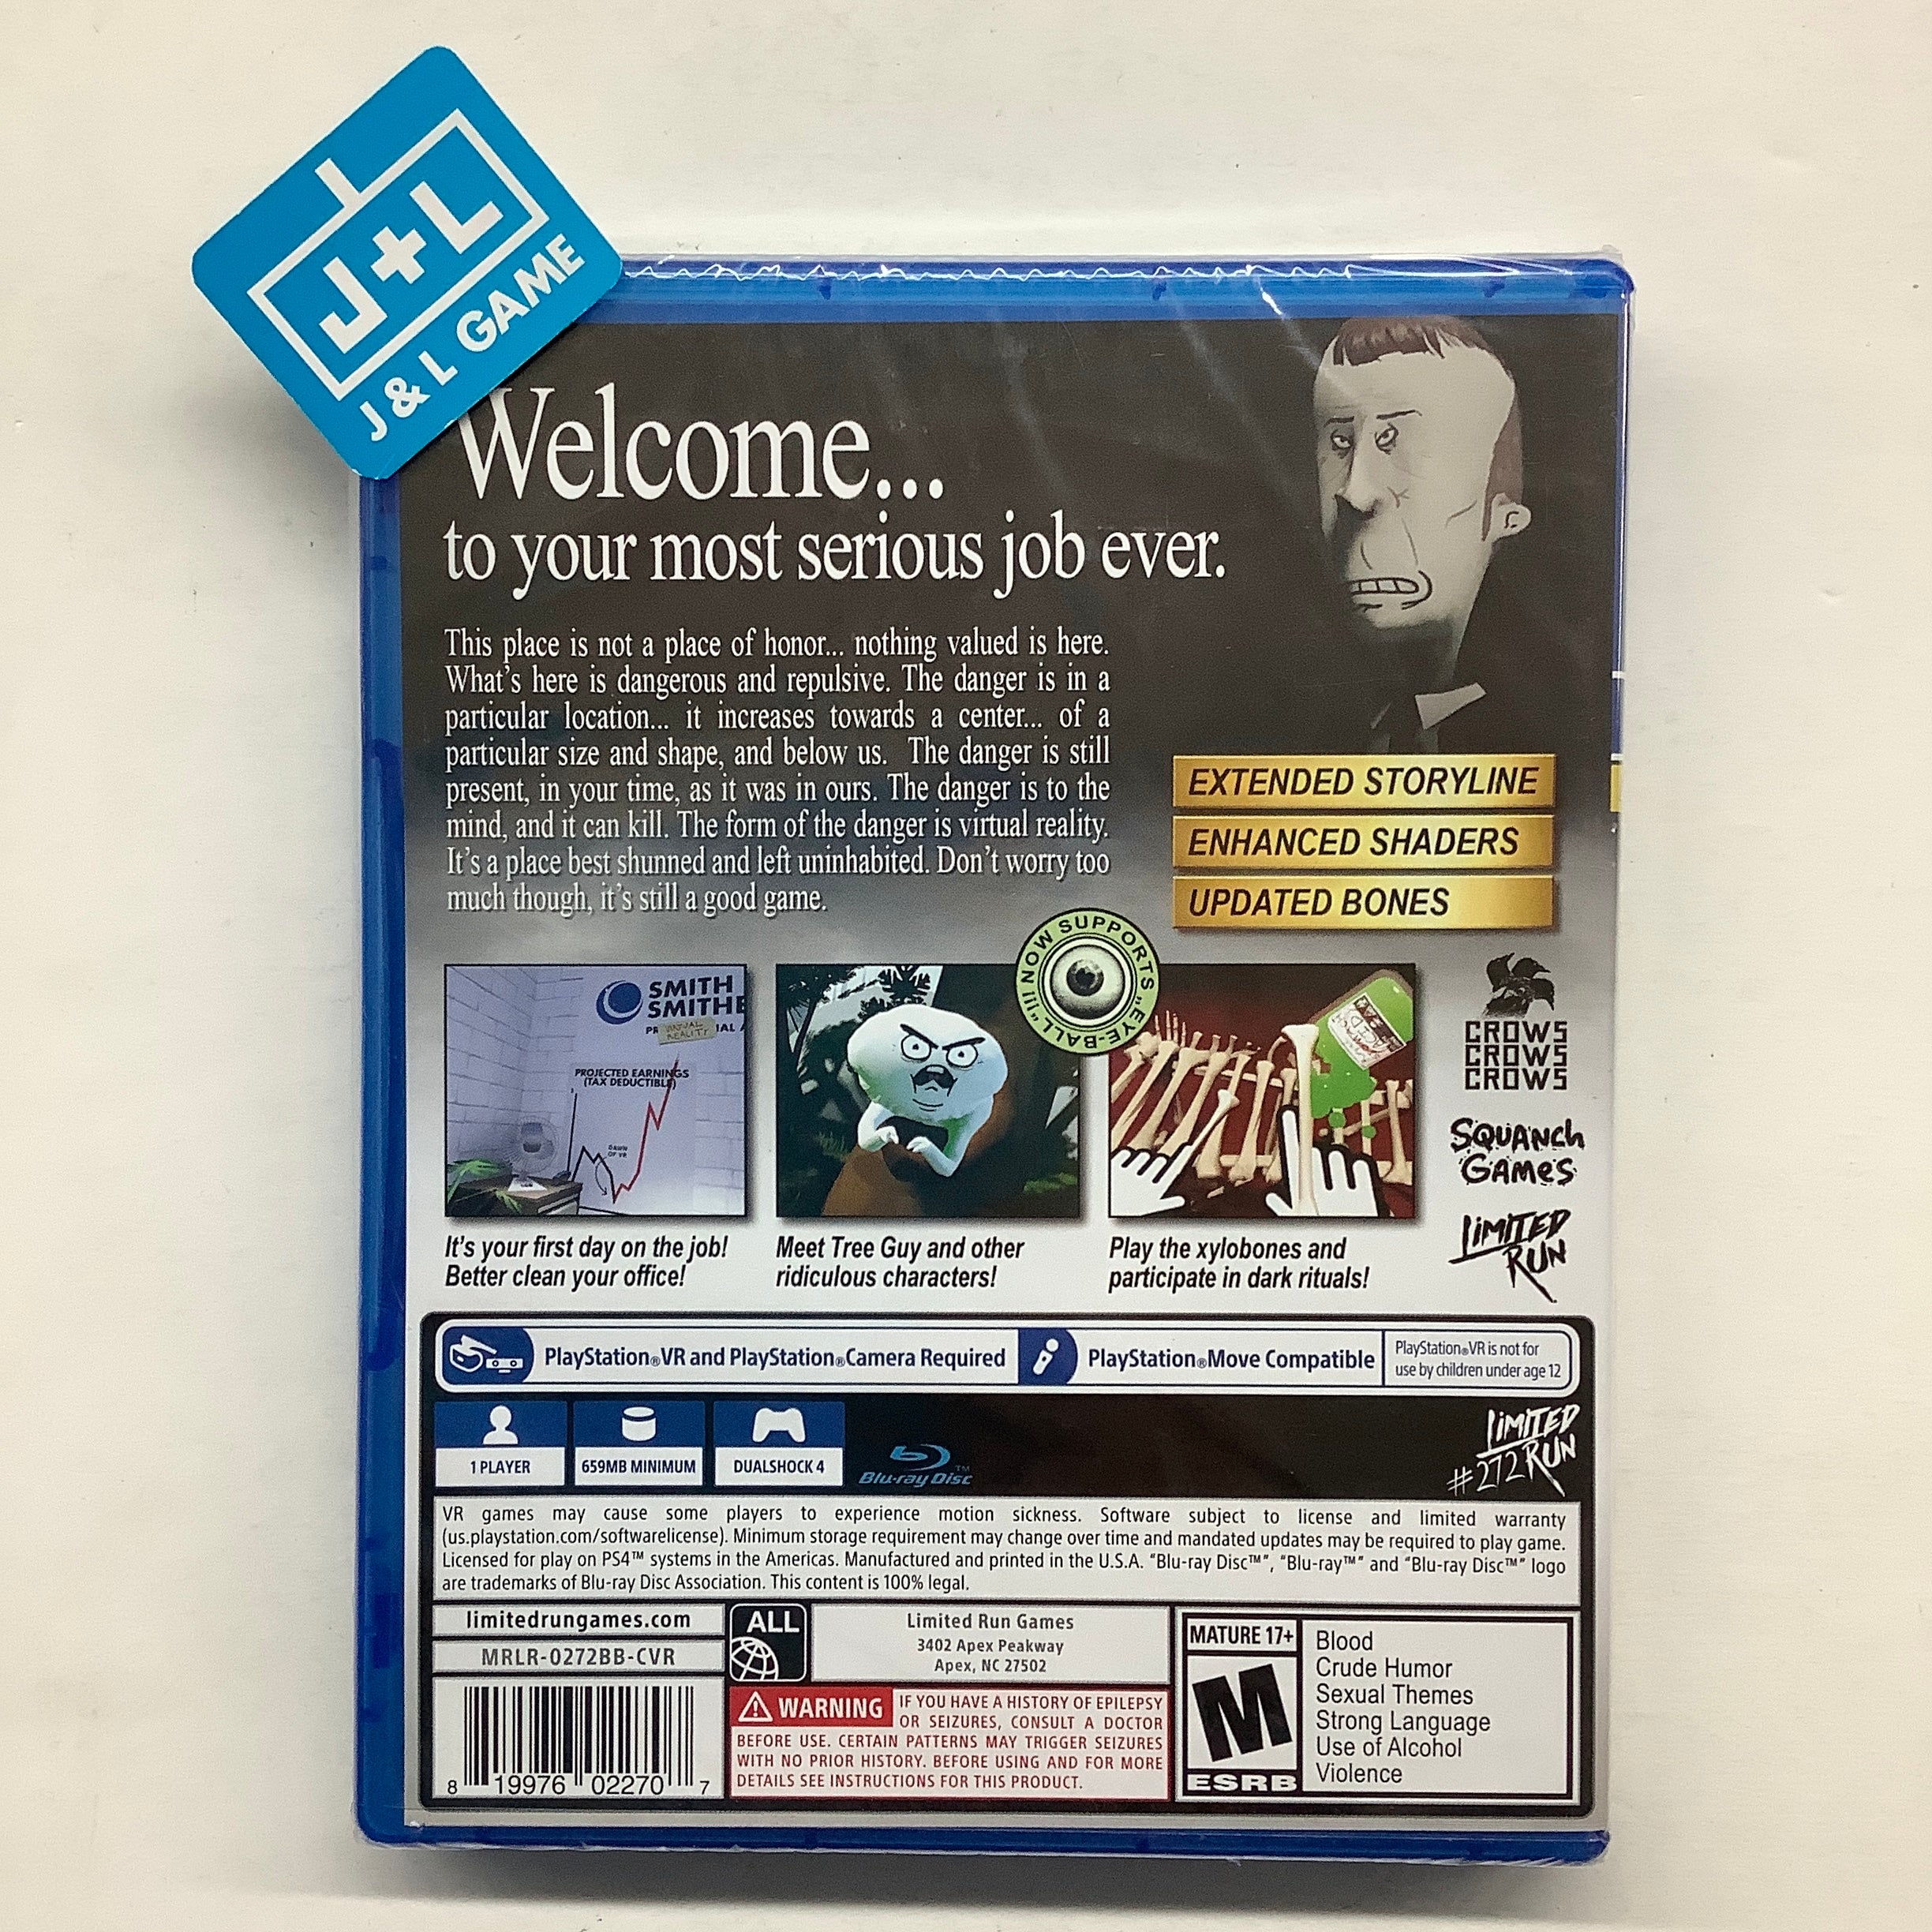 J+L
J & L GAME
Welcome...
to your most serious job ever.
This place is not a place of honor... nothing valued is here.
What's here is dangerous and repulsive. The danger is in a
particular location... it increases towards a center... of a
particular size and shape, and below us. The danger is still
present, in your time, as it was in ours. The danger is to the
mind, and it can kill. The form of the danger is virtual reality.
It's a place best shunned and left uninhabited. Don't worry too
much though, it's still a good game.
EXTENDED STORYLINE
ENHANCED SHADERS
UPDATED BONES
NOW SUPPORTS „EYE-BALL"!!!
SMITH
SMITHE
PR
VIRTUAL
REALITY
IAL A
PROJECTED EARNINGS
(TAX DEDUCTIBLE)
DAWN
OF VR
CROWS
CROWS
CROWS
SQUANCH
GAMES
LIMITED
RUN
It's your first day on the job!
Better clean your office!
Meet Tree Guy and other
ridiculous characters!
Play the xylobones and
participate in dark rituals!
PlayStation®VR and PlayStation®Camera Required
PlayStation®Move Compatible
PlayStation®VR is not for
use by children under age 12
1 PLAYER
659MB MINIMUM
DUALSHOCK 4
Blu-ray Disc™
LIMITED
#272 RUN
VR games may cause some players to experience motion sickness. Software subject to license and limited warranty
(us.playstation.com/softwarelicense). Minimum storage requirement may change over time and mandated updates may be required to play game.
Licensed for play on PS4™ systems in the Americas. Manufactured and printed in the U.S.A. "Blu-ray Disc™", "Blu-ray™" and "Blu-ray Disc™" logo
are trademarks of Blu-ray Disc Association. This content is 100% legal.
limitedrungames.com
MRLR-0272BB-CVR
8 19976 02270 7
ALL
Limited Run Games
3402 Apex Peakway
Apex, NC 27502
WARNING IF YOU HAVE A HISTORY OF EPILEPSY
OR SEIZURES, CONSULT A DOCTOR
BEFORE USE. CERTAIN PATTERNS MAY TRIGGER SEIZURES
WITH NO PRIOR HISTORY. BEFORE USING AND FOR MORE
DETAILS SEE INSTRUCTIONS FOR THIS PRODUCT.
MATURE 17+
M
ESRB
Blood
Crude Humor
Sexual Themes
Strong Language
Use of Alcohol
Violence